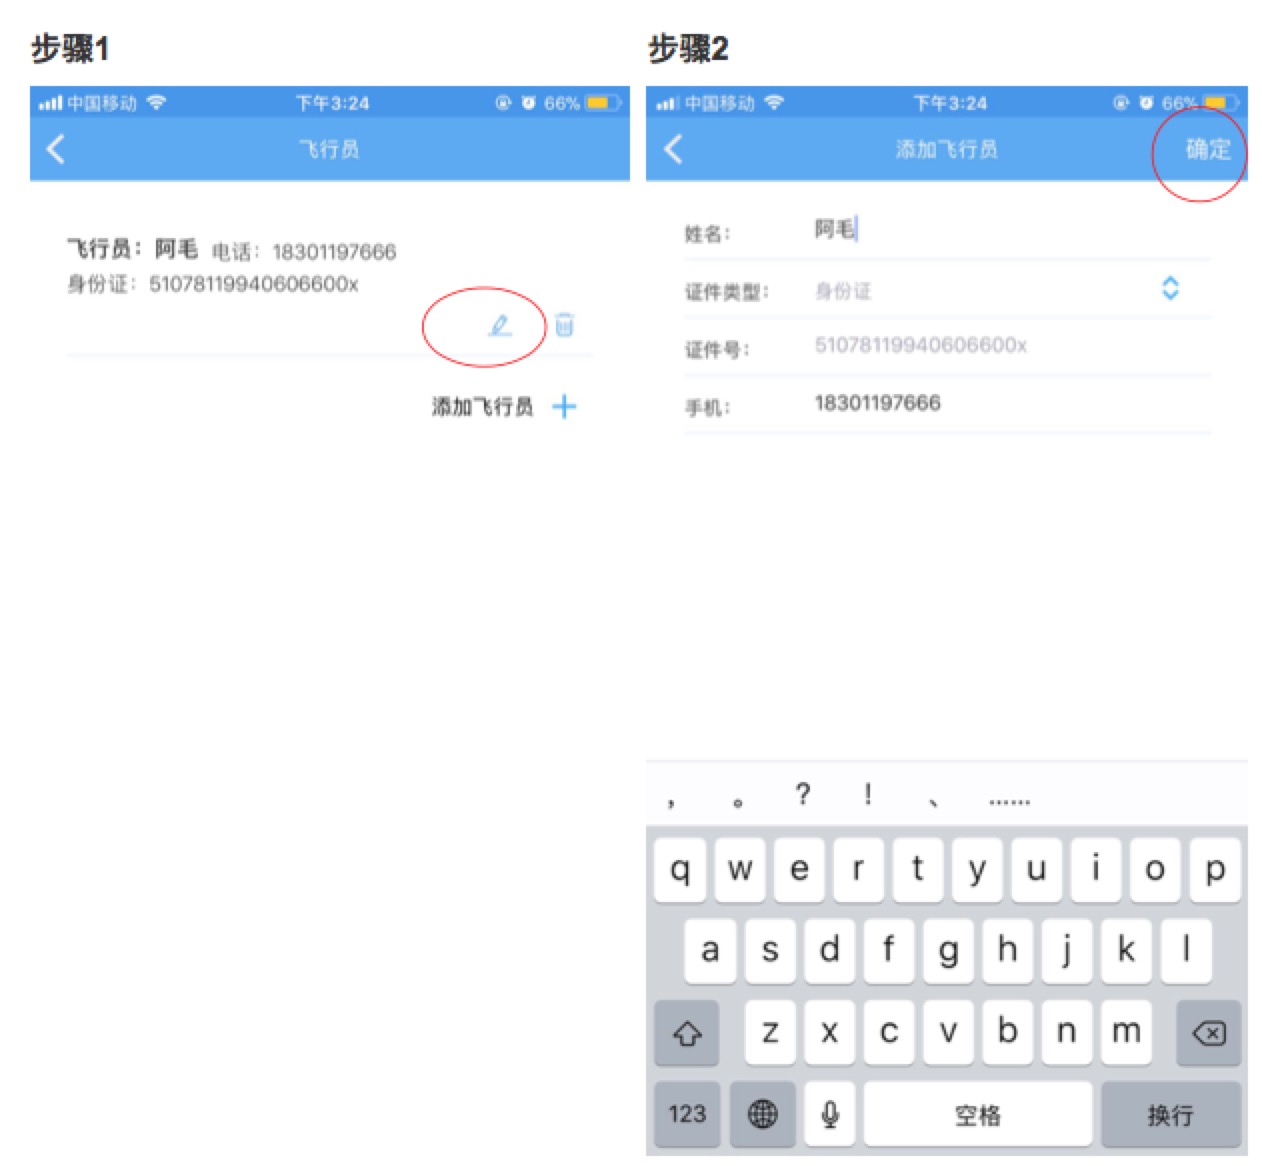 步骤1
中国移动 下午3:24 66%
飞行员
飞行员：阿毛 电话：18301197666
身份证：51078119940606600x
添加飞行员
步骤2
中国移动 下午3:24 66%
添加飞行员 确定
姓名： 阿毛
证件类型： 身份证
证件号： 51078119940606600x
手机： 18301197666
， 。 ? ! 、 ……
q w e r t y u i o p
a s d f g h j k l
z x c v b n m
123 空格 换行